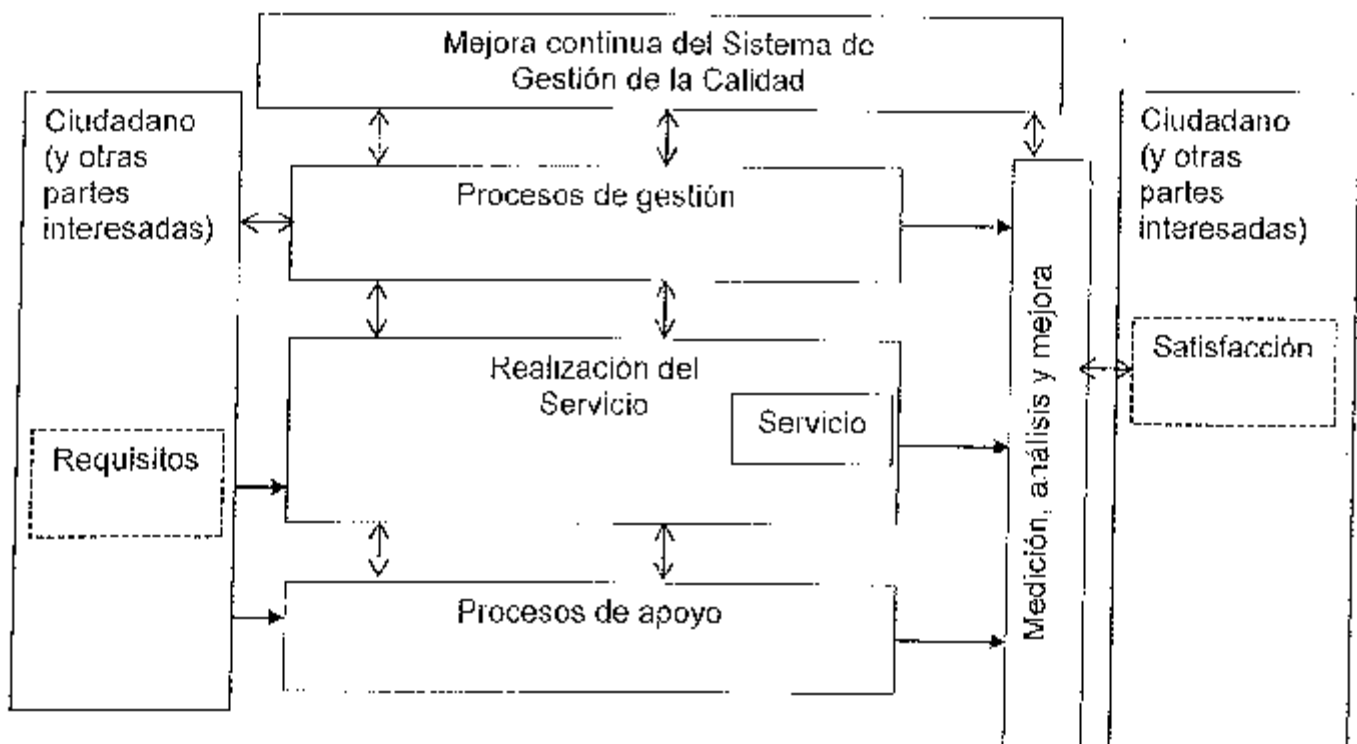 Mejora continua del Sistema de
Gestión de la Calidad
Ciudadano
(y otras
partes
interesadas)
Requisitos
Procesos de gestión
Realización del
Servicio
Servicio
Procesos de apoyo
Medición, análisis y mejora
Ciudadano
(y otras
partes
interesadas)
Satisfacción